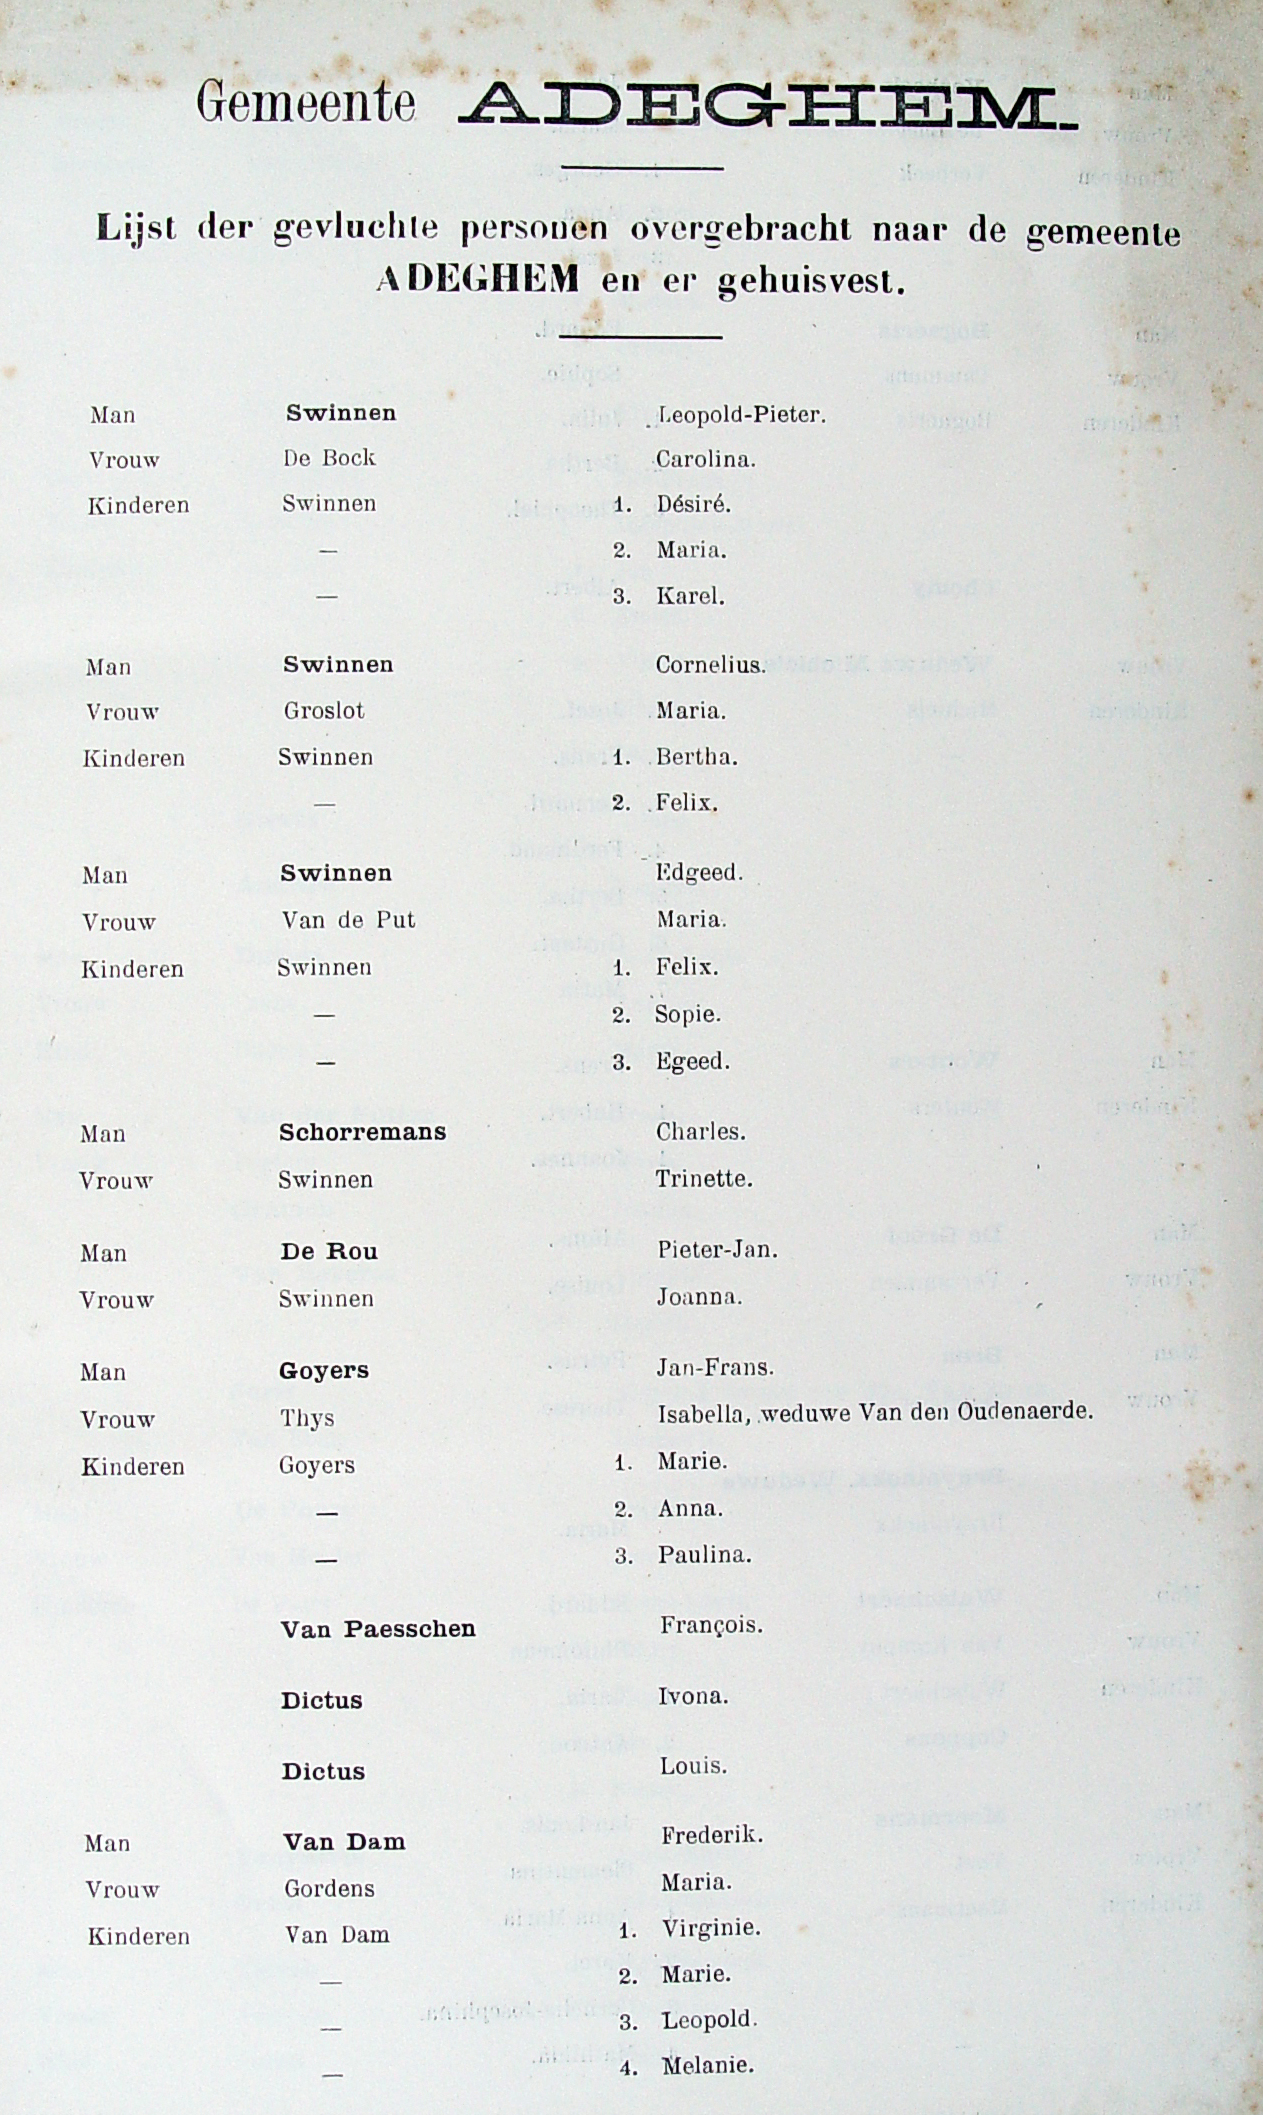 Gemeente ADEGHEM.
Lijst der gevluchte personen overgebracht naar de gemeente
ADEGHEM en er gehuisvest.
Man Swinnen Leopold-Pieter.
Vrouw De Bock Carolina.
Kinderen Swinnen 1. Désiré.
— 2. Maria.
— 3. Karel.
Man Swinnen Cornelius.
Vrouw Groslot Maria.
Kinderen Swinnen 1. Bertha.
— 2. Felix.
Man Swinnen Edgeed.
Vrouw Van de Put Maria.
Kinderen Swinnen 1. Felix.
— 2. Sopie.
— 3. Egeed.
Man Schorremans Charles.
Vrouw Swinnen Trinette.
Man De Rou Pieter-Jan.
Vrouw Swinnen Joanna.
Man Goyers Jan-Frans.
Vrouw Thys Isabella, weduwe Van den Oudenaerde.
Kinderen Goyers 1. Marie.
— 2. Anna.
— 3. Paulina.
Van Paesschen François.
Dictus Ivona.
Dictus Louis.
Man Van Dam Frederik.
Vrouw Gordens Maria.
Kinderen Van Dam 1. Virginie.
— 2. Marie.
— 3. Leopold.
— 4. Melanie.